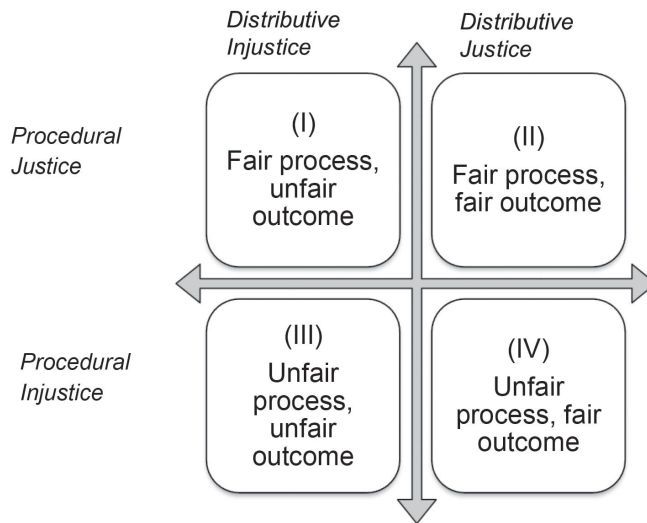 Distributive
Injustice
Distributive
Justice
Procedural
Justice
(I)
Fair process,
unfair
outcome
(II)
Fair process,
fair outcome
Procedural
Injustice
(III)
Unfair
process,
unfair
outcome
(IV)
Unfair
process, fair
outcome